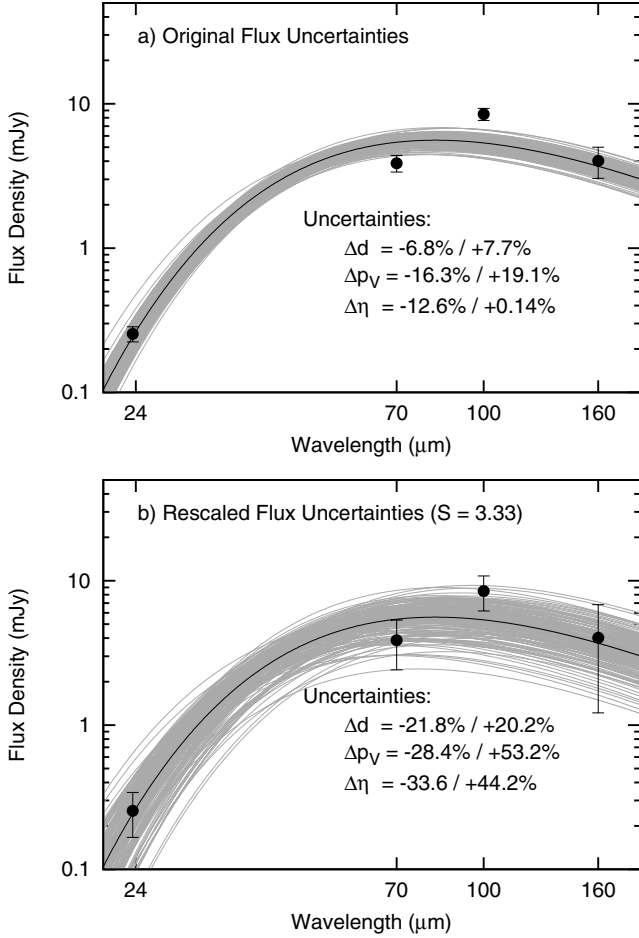 a) Original Flux Uncertainties
Flux Density (mJy)
10
1
0.1
Uncertainties:
Δd = -6.8% / +7.7%
ΔpV = -16.3% / +19.1%
Δη = -12.6% / +0.14%
24 70 100 160
Wavelength (μm)
b) Rescaled Flux Uncertainties (S = 3.33)
Flux Density (mJy)
10
1
0.1
Uncertainties:
Δd = -21.8% / +20.2%
ΔpV = -28.4% / +53.2%
Δη = -33.6 / +44.2%
24 70 100 160
Wavelength (μm)